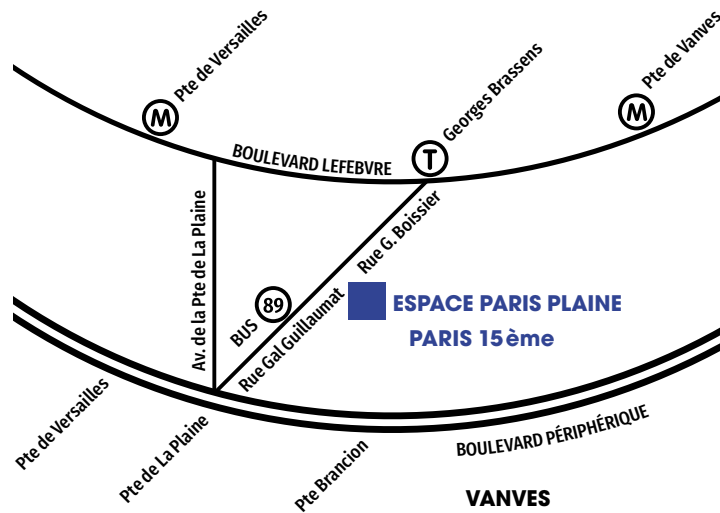 Pte de Versailles
M
Georges Brassens
T
Pte de Vanves
M
BOULEVARD LEFEBVRE
Av. de la Pte de La Plaine
Rue G. Boissier
BUS 89
Rue Gal Guillaumat
ESPACE PARIS PLAINE
PARIS 15ème
Pte de Versailles
Pte de La Plaine
Pte Brancion
BOULEVARD PÉRIPHÉRIQUE
VANVES